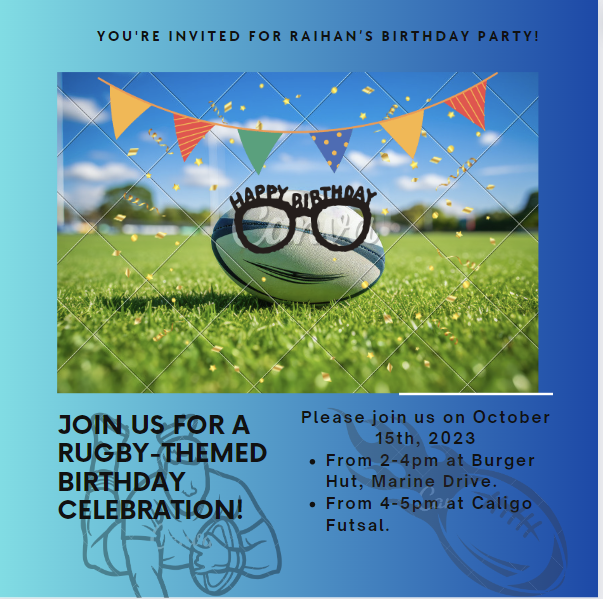 YOU'RE INVITED FOR RAIHAN'S BIRTHDAY PARTY!
HAPPY BIRTHDAY
Canva
JOIN US FOR A
RUGBY-THEMED
BIRTHDAY
CELEBRATION!
Please join us on October
15th, 2023
• From 2-4pm at Burger
Hut, Marine Drive.
• From 4-5pm at Caligo
Futsal.